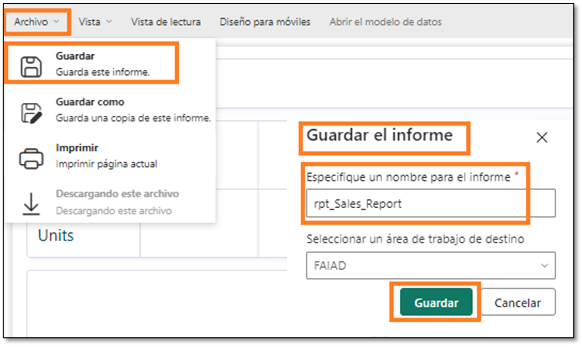 Archivo Vista Vista de lectura Diseño para móviles Abrir el modelo de datos
Guardar
Guarda este informe.
Guardar como
Guarda una copia de este informe.
Imprimir
Imprimir página actual
Descargando este archivo
Descargando este archivo
Units
Guardar el informe
Especifique un nombre para el informe *
rpt_Sales_Report
Seleccionar un área de trabajo de destino
FAIAD
Guardar Cancelar